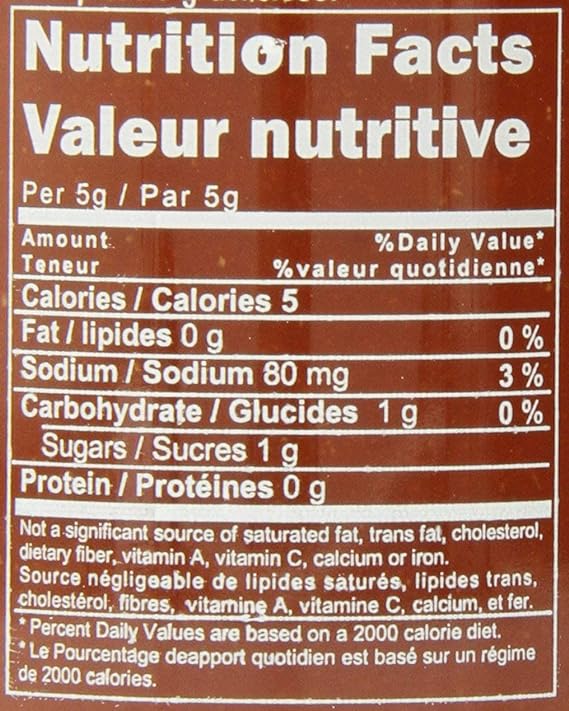 Nutrition Facts
Valeur nutritive
Per 5g / Par 5g
Amount
% Daily Value*
Teneur
%valeur quotidienne*
Calories / Calories 5
Fat / lipides 0 g 0 %
Sodium / Sodium 80 mg 3 %
Carbohydrate / Glucides 1 g 0 %
Sugars / Sucres 1 g
Protein / Protéines 0 g
Not a significant source of saturated fat, trans fat, cholesterol,
dietary fiber, vitamin A, vitamin C, calcium or iron.
Source négligeable de lipides saturés, lipides trans,
cholestérol, fibres, vitamine A, vitamine C, calcium, et fer.
* Percent Daily Values are based on a 2000 calorie diet.
* Le Pourcentage deapport quotidien est basé sur un régime
de 2000 calories.